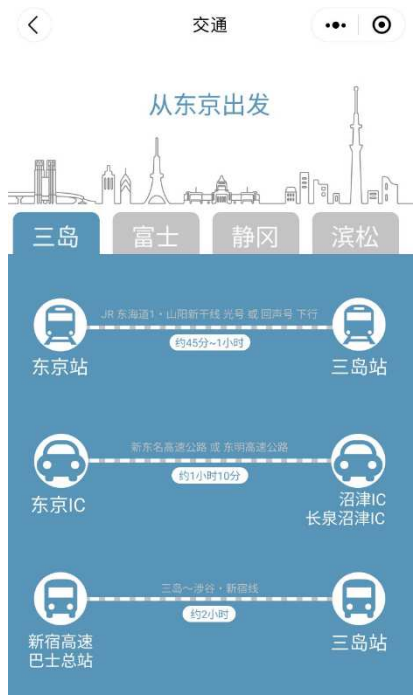 交通
从东京出发
三岛
富士
静冈
滨松
JR 东海道1・山阳新干线 光号 或 回声号 下行
约45分~1小时
东京站
三岛站
新东名高速公路 或 东明高速公路
约1小时10分
东京IC
沼津IC
长泉沼津IC
三岛～涉谷・新宿线
约2小时
新宿高速
巴士总站
三岛站